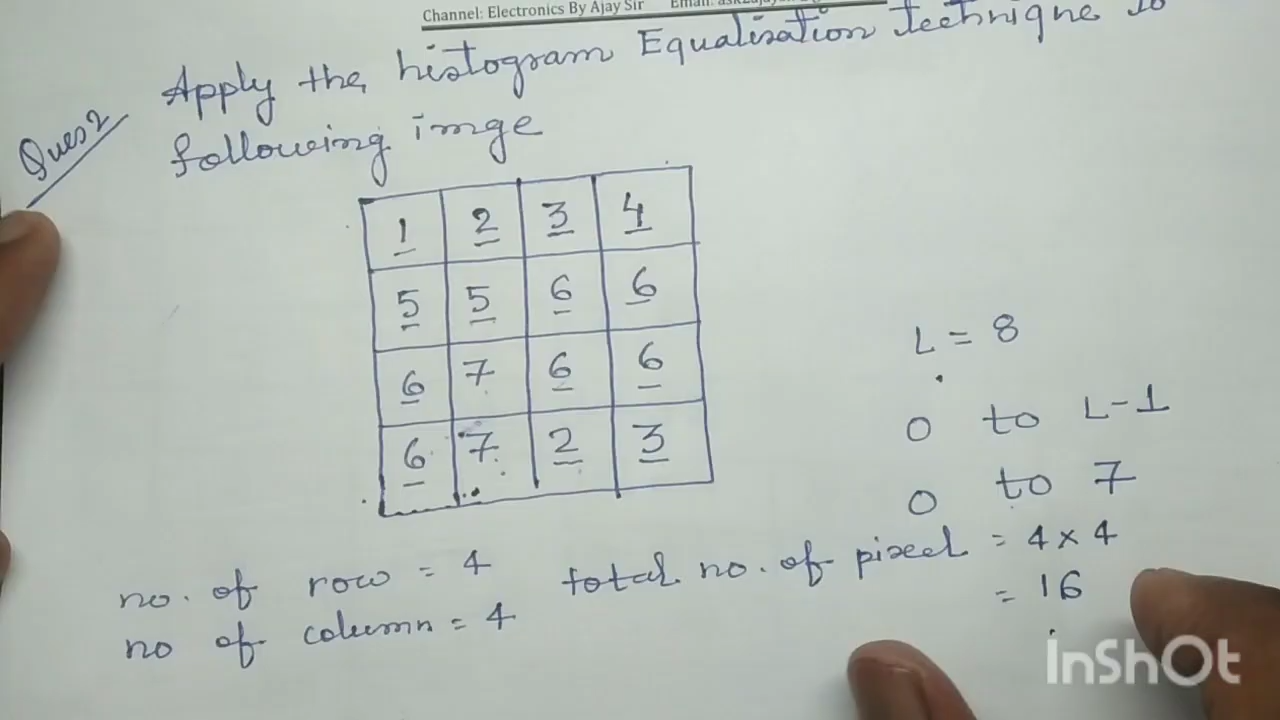 Channel: Electronics By Ajay Sir Email:
Ques 2
Apply the histogram Equalisation technique to
following imge
1 2 3 4
5 5 6 6
6 7 6 6
6 7 2 3
L = 8
0 to L-1
0 to 7
no. of row = 4
no of column = 4
total no. of pixel = 4 × 4
= 16
InShOt